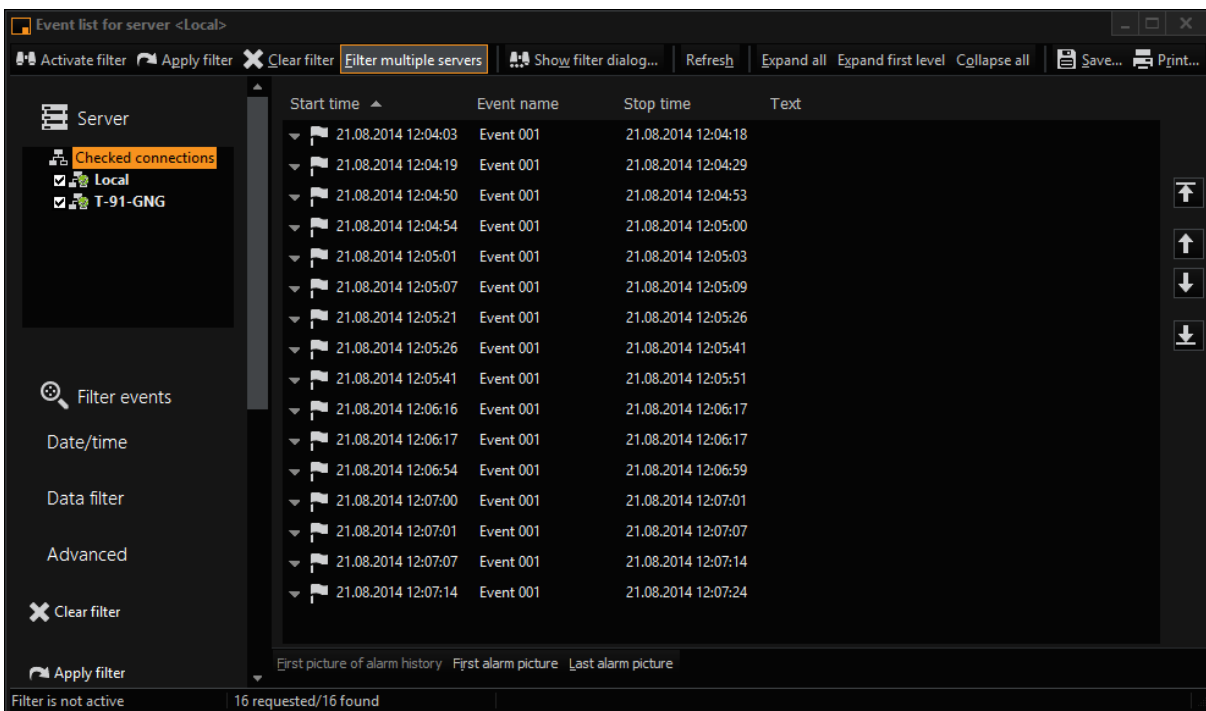 Event list for server <Local>
Activate filter Apply filter Clear filter Filter multiple servers Show filter dialog... Refresh Expand all Expand first level Collapse all Save... Print...
Server
Checked connections
Local
T-91-GNG
Filter events
Date/time
Data filter
Advanced
Clear filter
Apply filter
Start time Event name Stop time Text
21.08.2014 12:04:03 Event 001 21.08.2014 12:04:18
21.08.2014 12:04:19 Event 001 21.08.2014 12:04:29
21.08.2014 12:04:50 Event 001 21.08.2014 12:04:53
21.08.2014 12:04:54 Event 001 21.08.2014 12:05:00
21.08.2014 12:05:01 Event 001 21.08.2014 12:05:03
21.08.2014 12:05:07 Event 001 21.08.2014 12:05:09
21.08.2014 12:05:21 Event 001 21.08.2014 12:05:26
21.08.2014 12:05:26 Event 001 21.08.2014 12:05:41
21.08.2014 12:05:41 Event 001 21.08.2014 12:05:51
21.08.2014 12:06:16 Event 001 21.08.2014 12:06:17
21.08.2014 12:06:17 Event 001 21.08.2014 12:06:17
21.08.2014 12:06:54 Event 001 21.08.2014 12:06:59
21.08.2014 12:07:00 Event 001 21.08.2014 12:07:01
21.08.2014 12:07:01 Event 001 21.08.2014 12:07:07
21.08.2014 12:07:07 Event 001 21.08.2014 12:07:14
21.08.2014 12:07:14 Event 001 21.08.2014 12:07:24
First picture of alarm history First alarm picture Last alarm picture
Filter is not active 16 requested/16 found